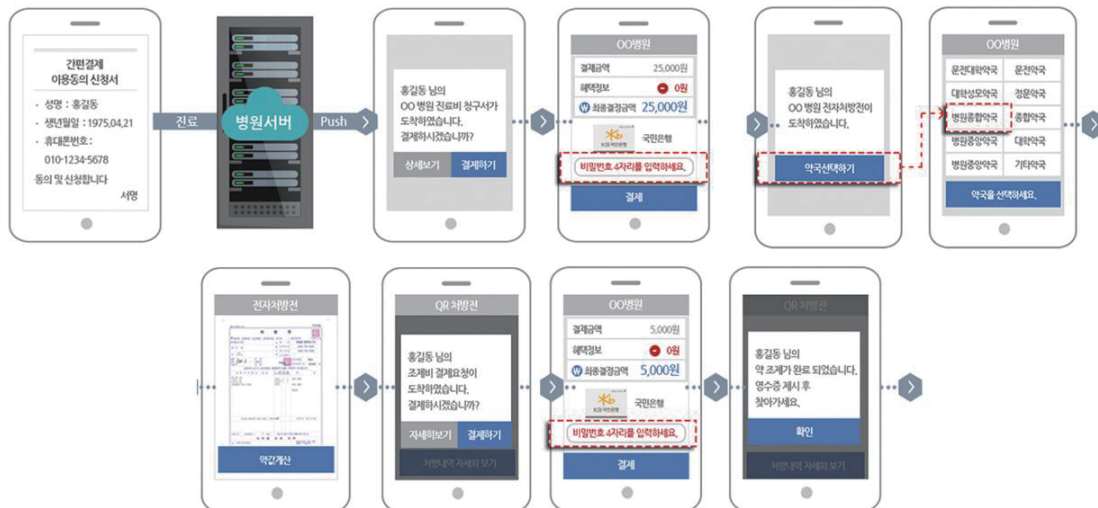 간편결제
이용동의 신청서
· 성명 : 홍길동
· 생년월일 : 1975.04.21
· 휴대폰번호 :
010-1234-5678
동의 및 신청합니다
서명
진료
병원서버
Push
홍길동 님의
OO 병원 진료비 청구서가
도착하였습니다.
결제하시겠습니까?
상세보기 결제하기
OO병원
결제금액 25,000원
혜택정보 0원
W 최종결정금액 25,000원
KB 국민은행 국민은행
비밀번호 4자리를 입력하세요.
결제
홍길동 님의
OO 병원 전자처방전이
도착하였습니다.
약국선택하기
OO병원
문전대학약국 문전약국
대학성모약국 정문약국
병원종합약국 종합약국
병원중앙약국 대학약국
병원중앙약국 기타약국
약국을 선택하세요.
전자처방전
약값계산
QR 처방전
홍길동 님의
조제비 결제요청이
도착하였습니다.
결제하시겠습니까?
자세히보기 결제하기
처방내역 자세히 보기
OO병원
결제금액 5,000원
혜택정보 0원
W 최종결정금액 5,000원
KB 국민은행 국민은행
비밀번호 4자리를 입력하세요.
결제
QR 처방전
홍길동 님의
약 조제가 완료 되었습니다.
영수증 제시 후
찾아가세요.
확인
처방내역 자세히 보기